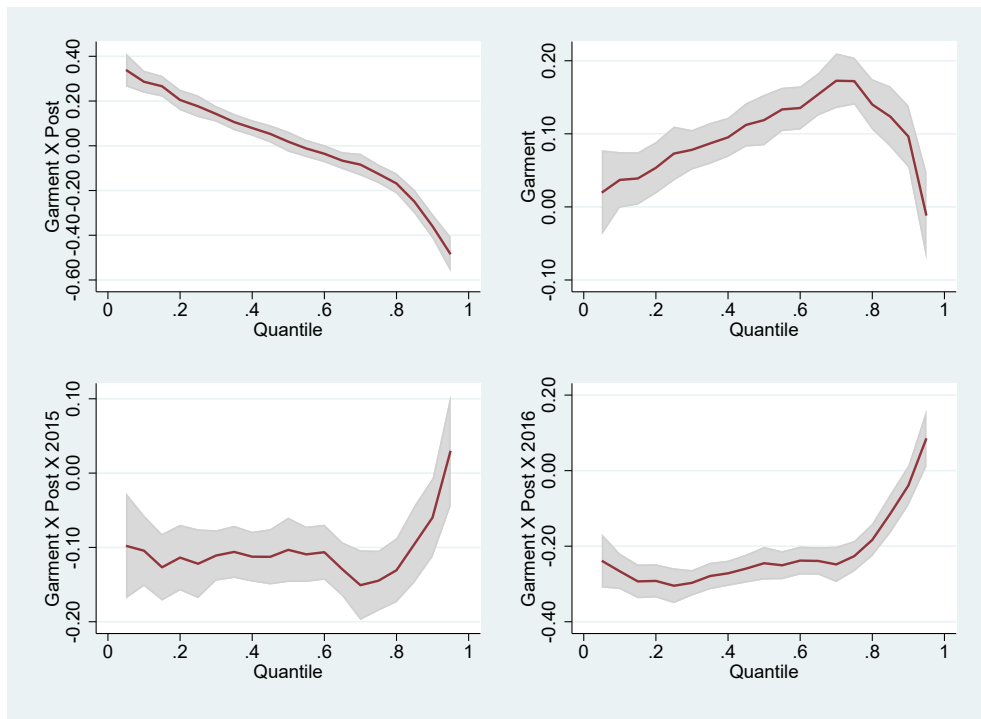 Garment X Post
0.40
0.20
0.00
-0.20
-0.40
-0.60
0 .2 .4 .6 .8 1
Quantile
Garment
0.20
0.10
0.00
-0.10
0 .2 .4 .6 .8 1
Quantile
Garment X Post X 2015
0.10
0.00
-0.10
-0.20
0 .2 .4 .6 .8 1
Quantile
Garment X Post X 2016
0.20
0.00
-0.20
-0.40
0 .2 .4 .6 .8 1
Quantile